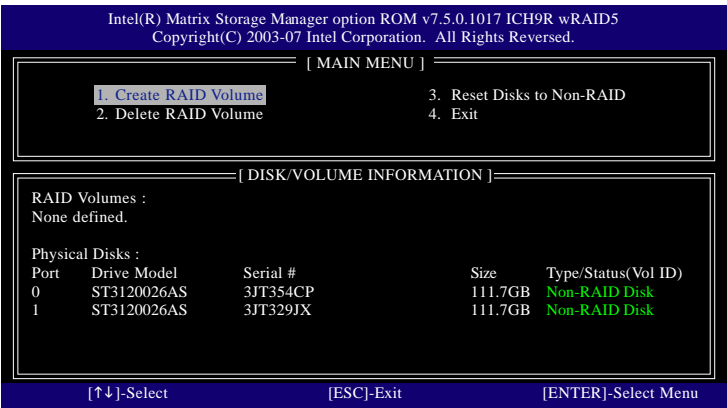 Intel(R) Matrix Storage Manager option ROM v7.5.0.1017 ICH9R wRAID5
Copyright(C) 2003-07 Intel Corporation. All Rights Reversed.
[ MAIN MENU ]
1. Create RAID Volume 3. Reset Disks to Non-RAID
2. Delete RAID Volume 4. Exit
[ DISK/VOLUME INFORMATION ]
RAID Volumes :
None defined.
Physical Disks :
Port Drive Model Serial # Size Type/Status(Vol ID)
0 ST3120026AS 3JT354CP 111.7GB Non-RAID Disk
1 ST3120026AS 3JT329JX 111.7GB Non-RAID Disk
[↑↓]-Select [ESC]-Exit [ENTER]-Select Menu